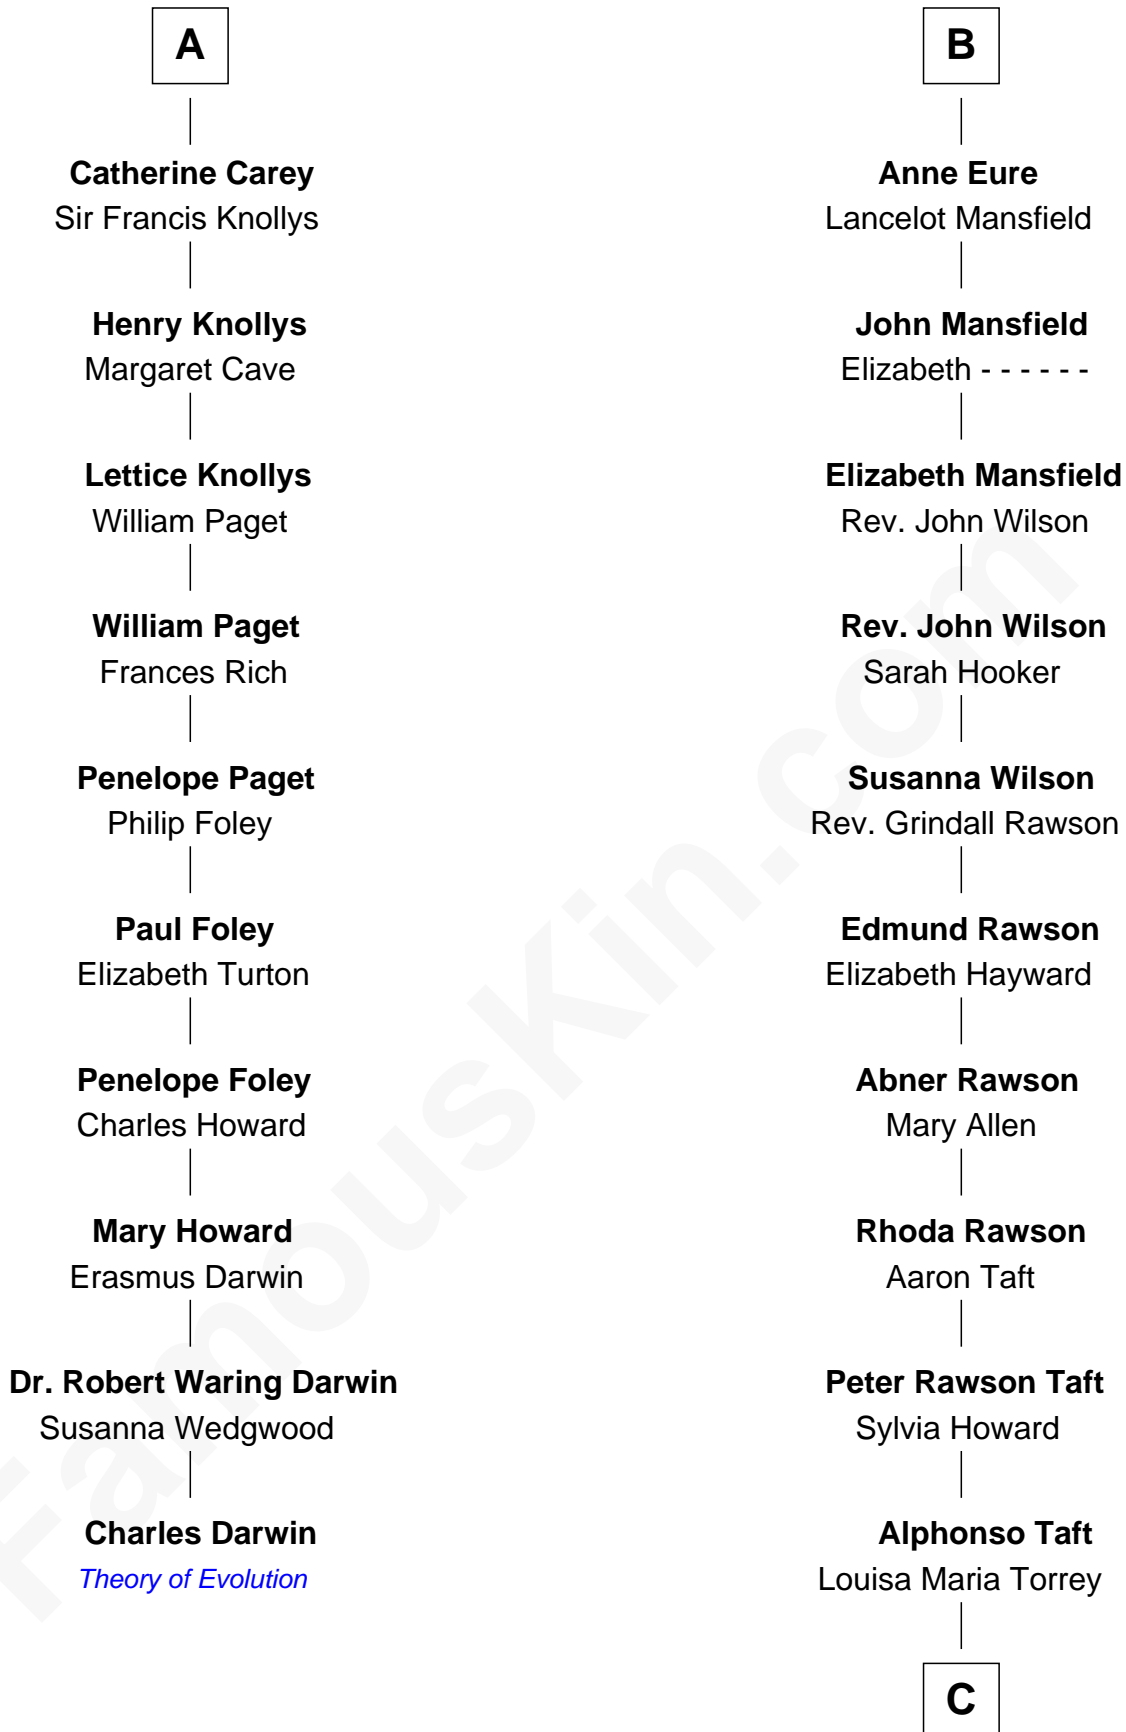 A
Catherine Carey
Sir Francis Knollys
Henry Knollys
Margaret Cave
Lettice Knollys
William Paget
William Paget
Frances Rich
Penelope Paget
Philip Foley
Paul Foley
Elizabeth Turton
Penelope Foley
Charles Howard
Mary Howard
Erasmus Darwin
Dr. Robert Waring Darwin
Susanna Wedgwood
Charles Darwin
Theory of Evolution
B
Anne Eure
Lancelot Mansfield
John Mansfield
Elizabeth - - - - - -
Elizabeth Mansfield
Rev. John Wilson
Rev. John Wilson
Sarah Hooker
Susanna Wilson
Rev. Grindall Rawson
Edmund Rawson
Elizabeth Hayward
Abner Rawson
Mary Allen
Rhoda Rawson
Aaron Taft
Peter Rawson Taft
Sylvia Howard
Alphonso Taft
Louisa Maria Torrey
C
FamousKin.com